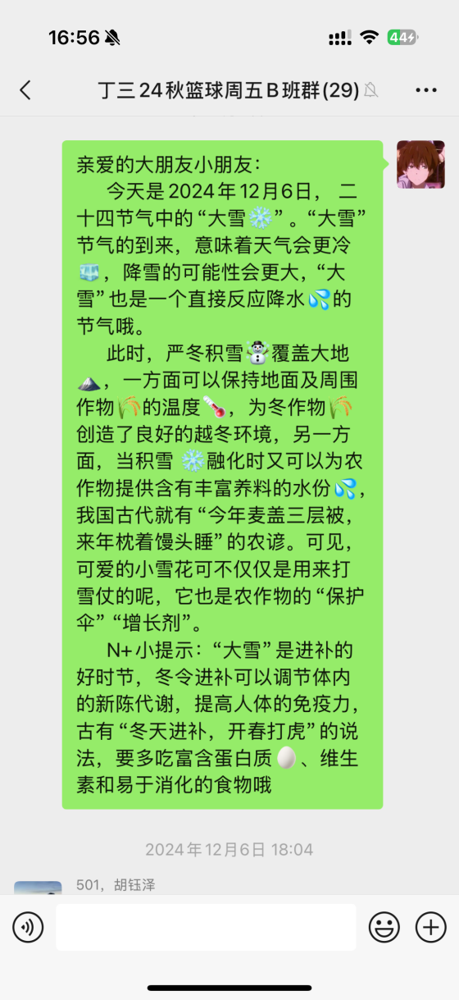 16:56
44
丁三24秋篮球周五B班群(29)
亲爱的大朋友小朋友：
今天是2024年12月6日， 二
十四节气中的“大雪❄️”。“大雪”
节气的到来，意味着天气会更冷
🧊，降雪的可能性会更大，“大
雪”也是一个直接反应降水💦的
节气哦。
此时，严冬积雪☃️覆盖大地
🏔️，一方面可以保持地面及周围
作物🌾的温度🌡️，为冬作物🌾
创造了良好的越冬环境，另一方
面，当积雪 ❄️融化时又可以为农
作物提供含有丰富养料的水份💦，
我国古代就有“今年麦盖三层被，
来年枕着馒头睡”的农谚。可见，
可爱的小雪花可不仅仅是用来打
雪仗的呢，它也是农作物的“保护
伞”“增长剂”。
N+小提示：“大雪”是进补的
好时节，冬令进补可以调节体内
的新陈代谢，提高人体的免疫力，
古有“冬天进补，开春打虎”的说
法，要多吃富含蛋白质🥚、维生
素和易于消化的食物哦
2024年12月6日 18:04
501，胡钰泽